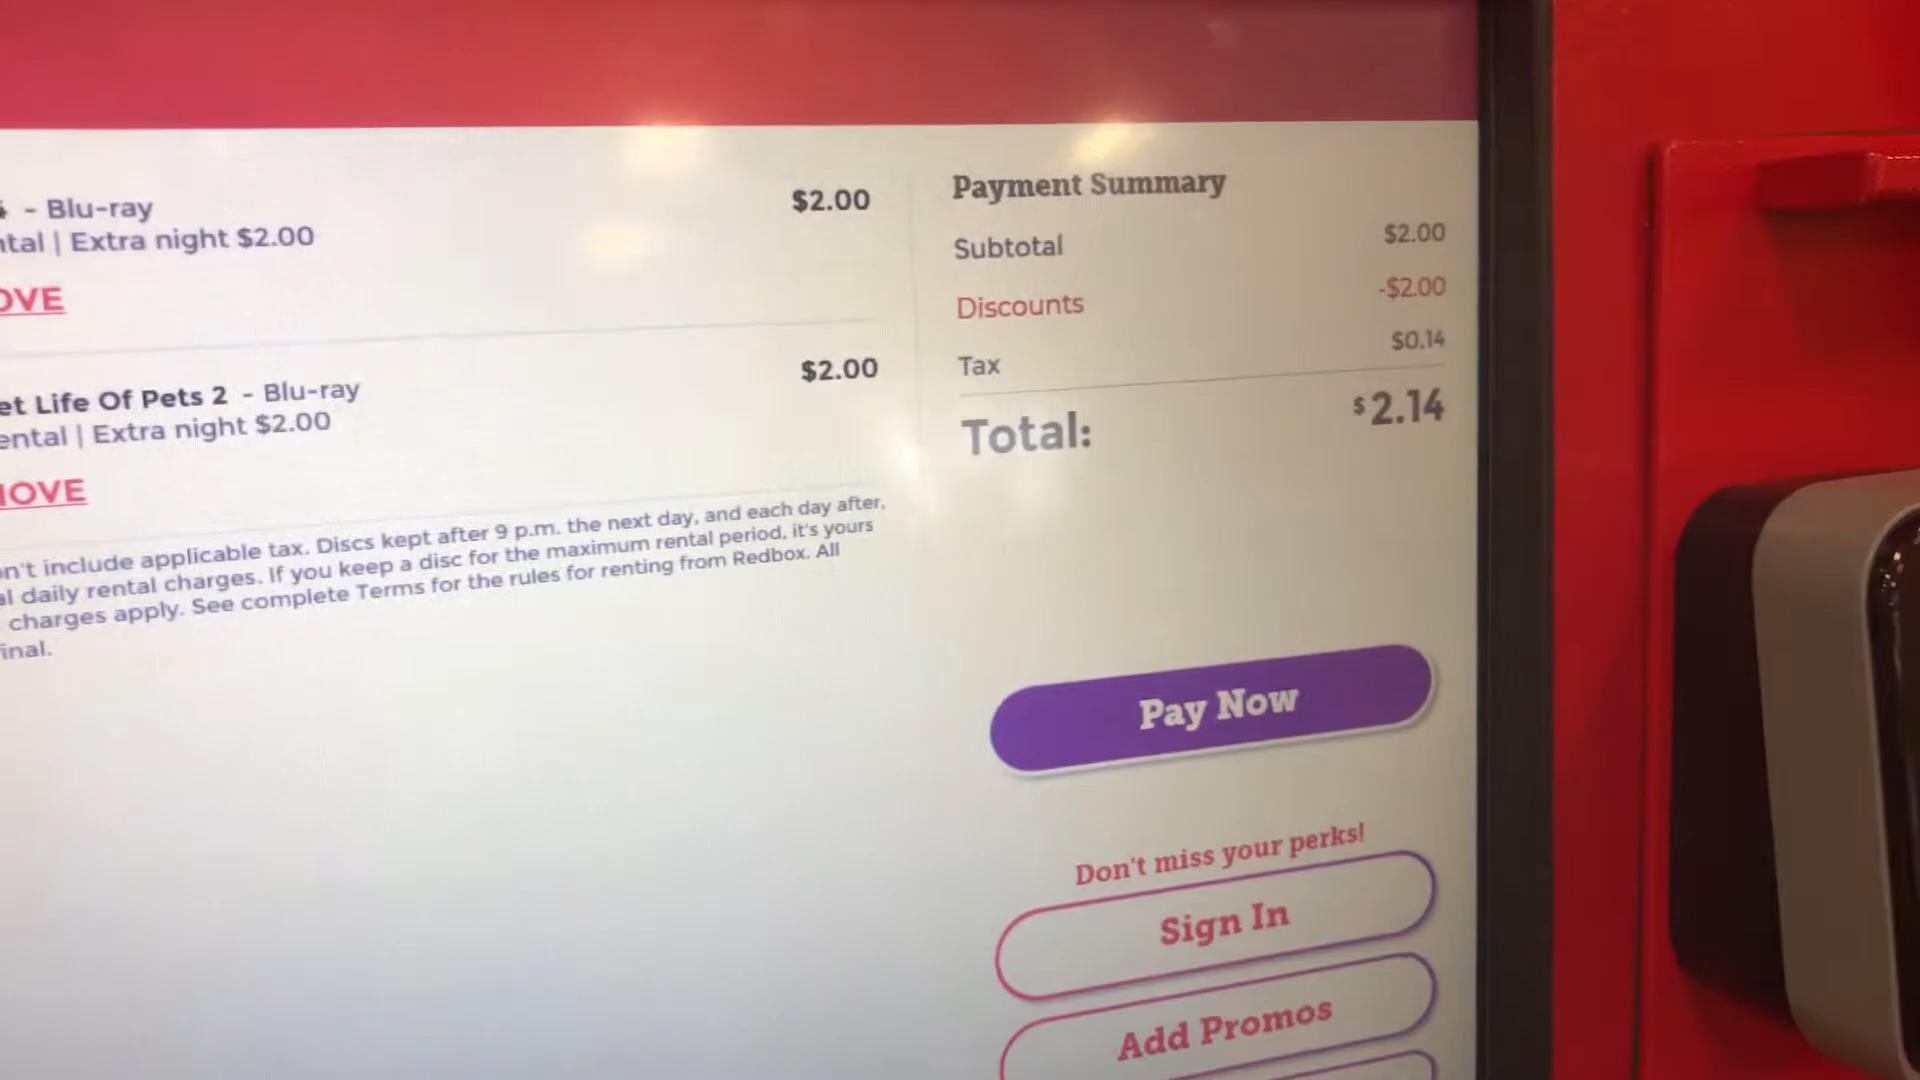 - Blu-ray
$2.00
| Extra night $2.00
et Life Of Pets 2 - Blu-ray
$2.00
ental | Extra night $2.00
n't include applicable tax. Discs kept after 9 p.m. the next day, and each day after,
al daily rental charges. If you keep a disc for the maximum rental period, it's yours
charges apply. See complete Terms for the rules for renting from Redbox. All
inal.
Payment Summary
Subtotal $2.00
Discounts -$2.00
Tax $0.14
Total: $2.14
Pay Now
Don't miss your perks!
Sign In
Add Promos